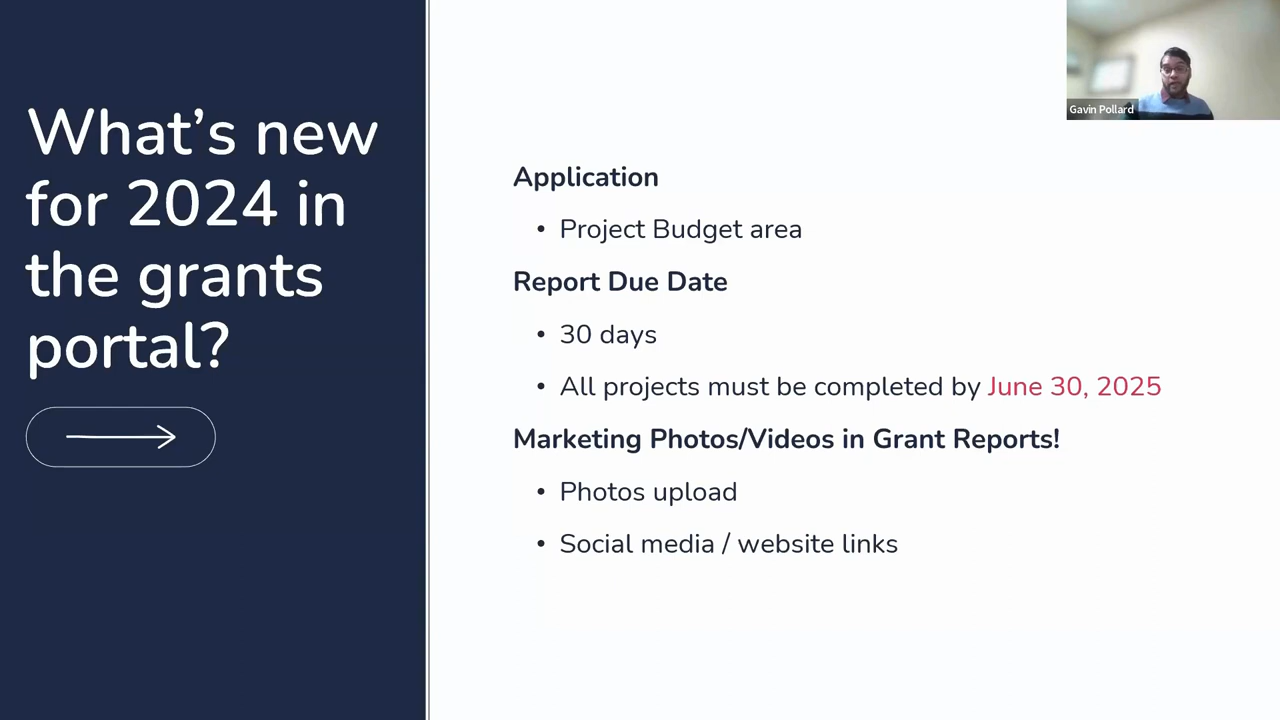 What's new
for 2024 in
the grants
portal?
Gavin Pollard
Application
• Project Budget area
Report Due Date
• 30 days
• All projects must be completed by June 30, 2025
Marketing Photos/Videos in Grant Reports!
• Photos upload
• Social media / website links